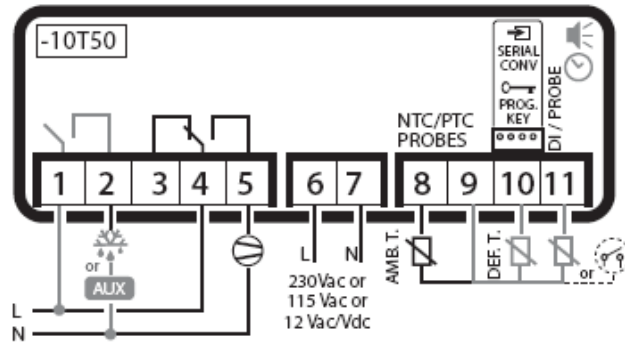 -10T50
SERIAL
CONV
PROG.
KEY
DI / PROBE
NTC/PTC
PROBES
1 2 3 4 5 6 7 8 9 10 11
or
AUX
L
N
L N
230Vac or
115 Vac or
12 Vac/Vdc
AMB. T.
DEF. T.
or